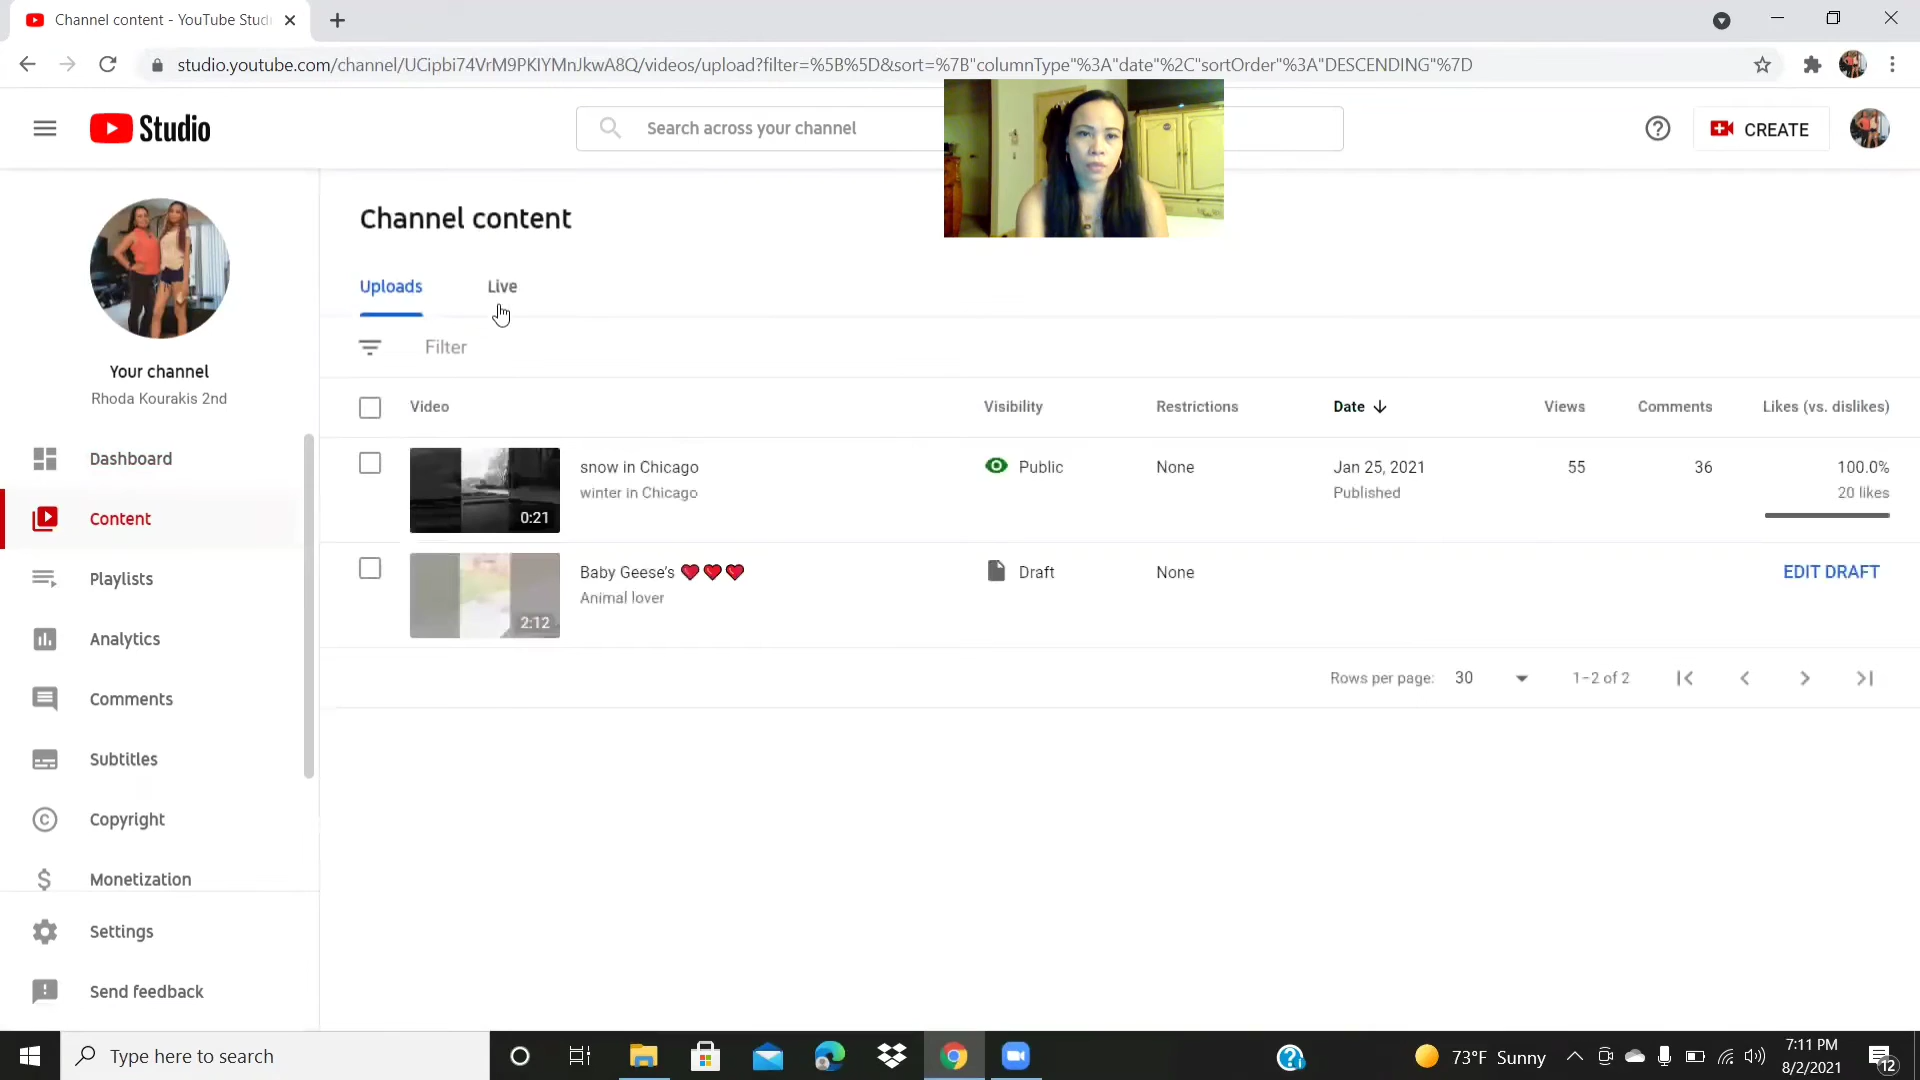 Channel content - YouTube Stud
studio.youtube.com/channel/UCipbi74VrM9PKIYMnJkwA8Q/videos/upload?filter=%5B%5D&sort=%7B"columnType"%3A"date"%2C"sortOrder"%3A"DESCENDING"%7D
Studio
Search across your channel
CREATE
Channel content
Uploads
Live
Your channel
Rhoda Kourakis 2nd
Filter
Video
Visibility
Restrictions
Date
Views
Comments
Likes (vs. dislikes)
0:21
snow in Chicago
winter in Chicago
Public
None
Jan 25, 2021
Published
55
36
100.0%
20 likes
2:12
Baby Geese's ❤❤❤
Animal lover
Draft
None
EDIT DRAFT
Rows per page:
30
1–2 of 2
Dashboard
Content
Playlists
Analytics
Comments
Subtitles
Copyright
Monetization
Settings
Send feedback
Type here to search
73°F Sunny
7:11 PM
8/2/2021
12